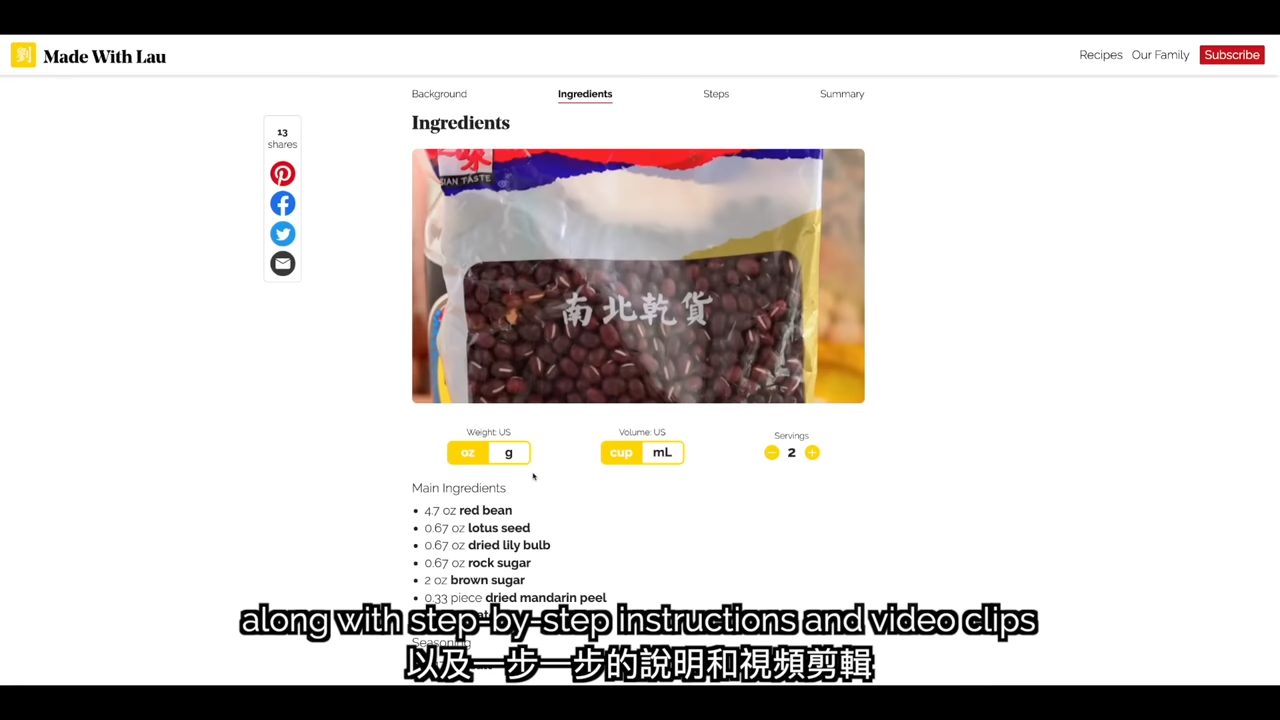 劉 Made With Lau
Recipes Our Family Subscribe
Background Ingredients Steps Summary
Ingredients
13
shares
ASIAN TASTE
南北乾貨
Weight: US
oz g
Volume: US
cup mL
Servings
2
Main Ingredients
4.7 oz red bean
0.67 oz lotus seed
0.67 oz dried lily bulb
0.67 oz rock sugar
2 oz brown sugar
0.33 piece dried mandarin peel
Seasoning
along with step-by-step instructions and video clips
以及一步一步的說明和視頻剪輯